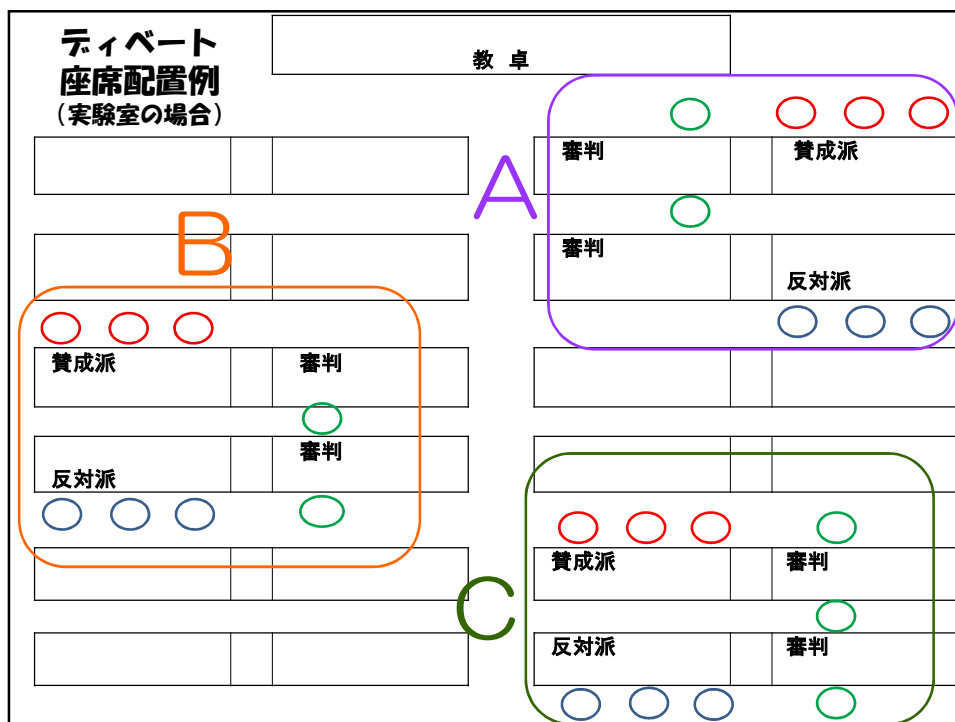 ディベート
座席配置例
(実験室の場合)
教 卓
A
審判
賛成派
審判
反対派
B
賛成派
審判
審判
反対派
C
賛成派
審判
反対派
審判